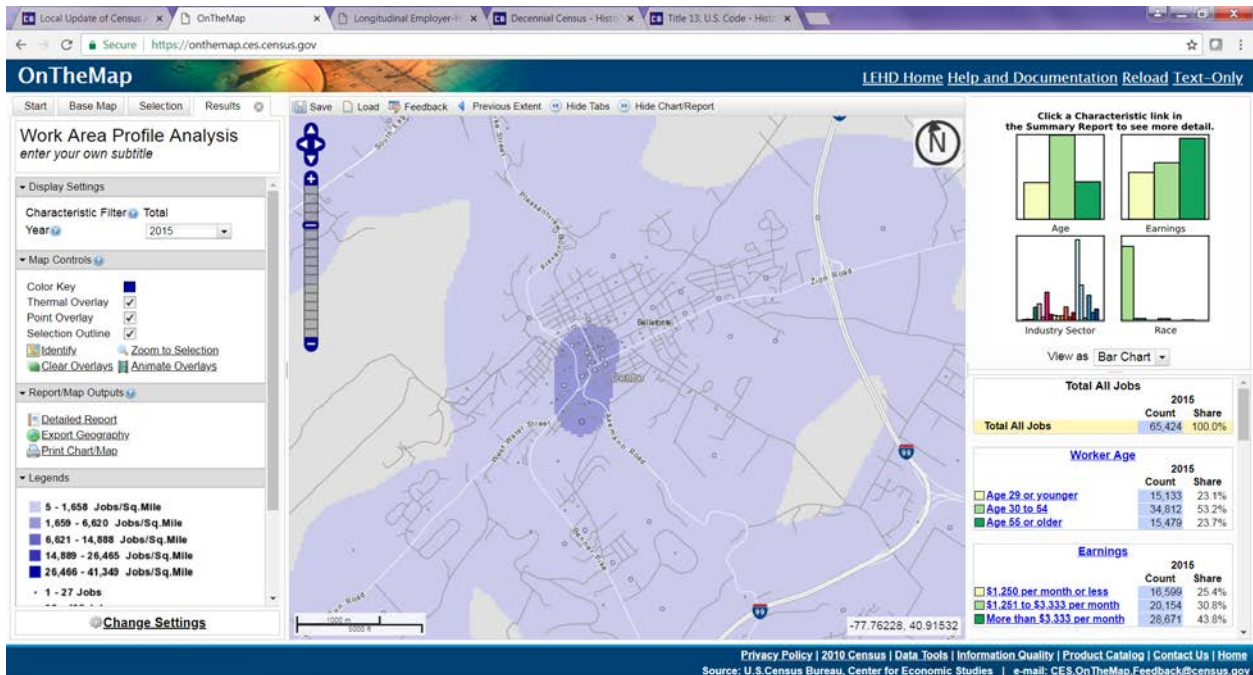 Local Update of Census A
OnTheMap
Longitudinal Employer-H
Decennial Census - Histo
Title 13, U.S. Code - Histo
Secure | https://onthemap.ces.census.gov
OnTheMap
LEHD Home Help and Documentation Reload Text-Only
Start Base Map Selection Results
Save Load Feedback Previous Extent Hide Tabs Hide Chart/Report
Work Area Profile Analysis
enter your own subtitle
Display Settings
Characteristic Filter Total
Year 2015
Map Controls
Color Key
Thermal Overlay
Point Overlay
Selection Outline
Identify Zoom to Selection
Clear Overlays Animate Overlays
Report/Map Outputs
Detailed Report
Export Geography
Print Chart/Map
Legends
5 - 1,658 Jobs/Sq.Mile
1,659 - 6,620 Jobs/Sq.Mile
6,621 - 14,888 Jobs/Sq.Mile
14,889 - 26,465 Jobs/Sq.Mile
26,466 - 41,349 Jobs/Sq.Mile
1 - 27 Jobs
Change Settings
N
Zion Road
Bellefonte
West Water Street
Axemann Road
Benner Pike
99
99
1000 m
5000 ft
-77.76228, 40.91532
Click a Characteristic link in
the Summary Report to see more detail.
Age Earnings
Industry Sector Race
View as Bar Chart
Total All Jobs
2015
Count Share
Total All Jobs 65,424 100.0%
Worker Age
2015
Count Share
Age 29 or younger 15,133 23.1%
Age 30 to 54 34,812 53.2%
Age 55 or older 15,479 23.7%
Earnings
2015
Count Share
$1,250 per month or less 16,599 25.4%
$1,251 to $3,333 per month 20,154 30.8%
More than $3,333 per month 28,671 43.8%
Privacy Policy | 2010 Census | Data Tools | Information Quality | Product Catalog | Contact Us | Home
Source: U.S.Census Bureau, Center for Economic Studies | e-mail: CES.OnTheMap.Feedback@census.gov